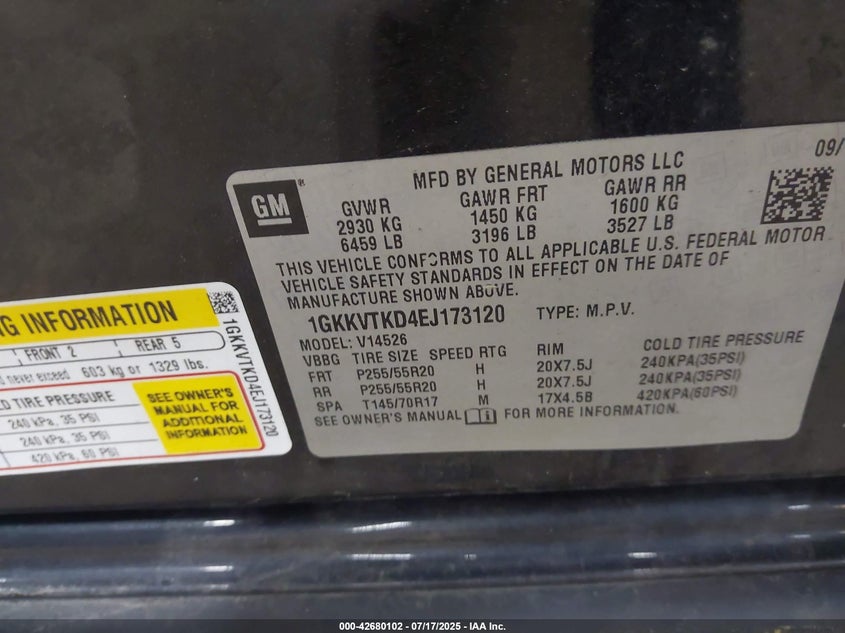 MFD BY GENERAL MOTORS LLC
09/
GM
GVWR GAWR FRT GAWR RR
2930 KG 1450 KG 1600 KG
6459 LB 3196 LB 3527 LB
THIS VEHICLE CONFORMS TO ALL APPLICABLE U.S. FEDERAL MOTOR
VEHICLE SAFETY STANDARDS IN EFFECT ON THE DATE OF
MANUFACTURE SHOWN ABOVE.
1GKKVTKD4EJ173120 TYPE: M.P.V.
MODEL: V14526
VBBG TIRE SIZE SPEED RTG RIM COLD TIRE PRESSURE
FRT P255/55R20 H 20X7.5J 240KPA(35PSI)
RR P255/55R20 H 20X7.5J 240KPA(35PSI)
SPA T145/70R17 M 17X4.5B 420KPA(60PSI)
SEE OWNER'S MANUAL FOR MORE INFORMATION.
NG INFORMATION
FRONT 2 REAR 5
never exceed 603 kg or 1329 lbs.
LD TIRE PRESSURE
240 kPa, 35 PSI
240 kPa, 35 PSI
420 kPa, 60 PSI
SEE OWNER'S
MANUAL FOR
ADDITIONAL
INFORMATION
1GKKVTKD4EJ173120
000-42680102 - 07/17/2025 - IAA Inc.